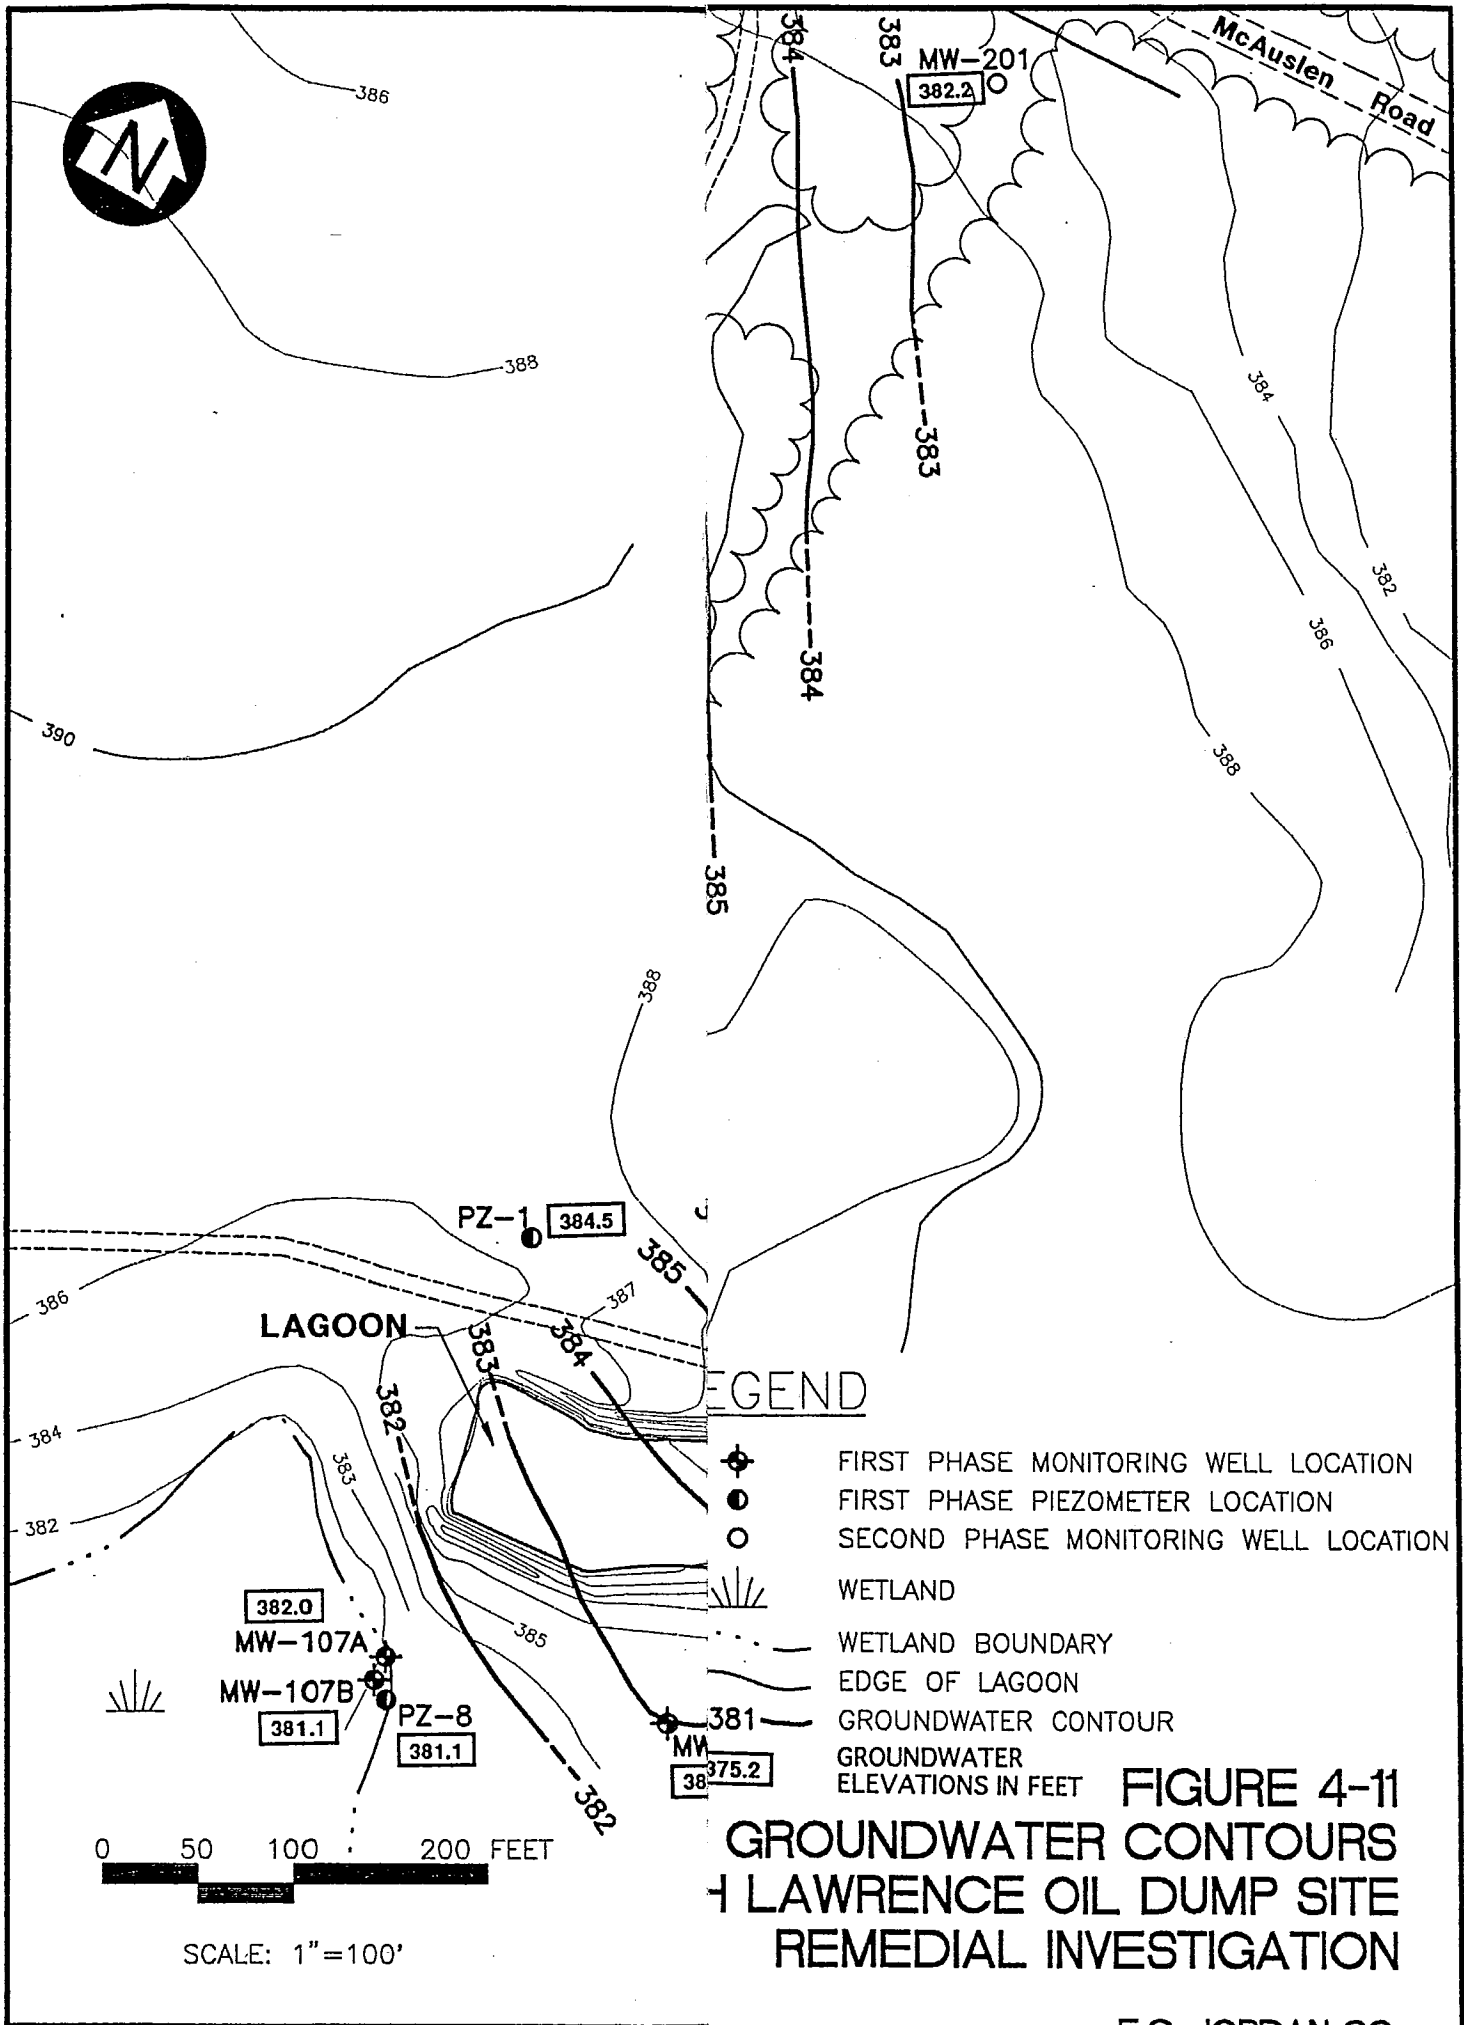 384
383
MW-201
382.2
McAuslen Road
386
N
388
383
384
384
382
386
390
388
385
388
PZ-1
384.5
385
386
387
LAGOON
383
384
382
EGEND
384
383
FIRST PHASE MONITORING WELL LOCATION
FIRST PHASE PIEZOMETER LOCATION
382
SECOND PHASE MONITORING WELL LOCATION
WETLAND
382.0
MW-107A
385
WETLAND BOUNDARY
MW-107B
EDGE OF LAGOON
381.1
PZ-8
381.1
381
GROUNDWATER CONTOUR
MW
38
375.2
GROUNDWATER
ELEVATIONS IN FEET
382
FIGURE 4-11
GROUNDWATER CONTOURS
H LAWRENCE OIL DUMP SITE
REMEDIAL INVESTIGATION
0 50 100 200 FEET
SCALE: 1"=100'